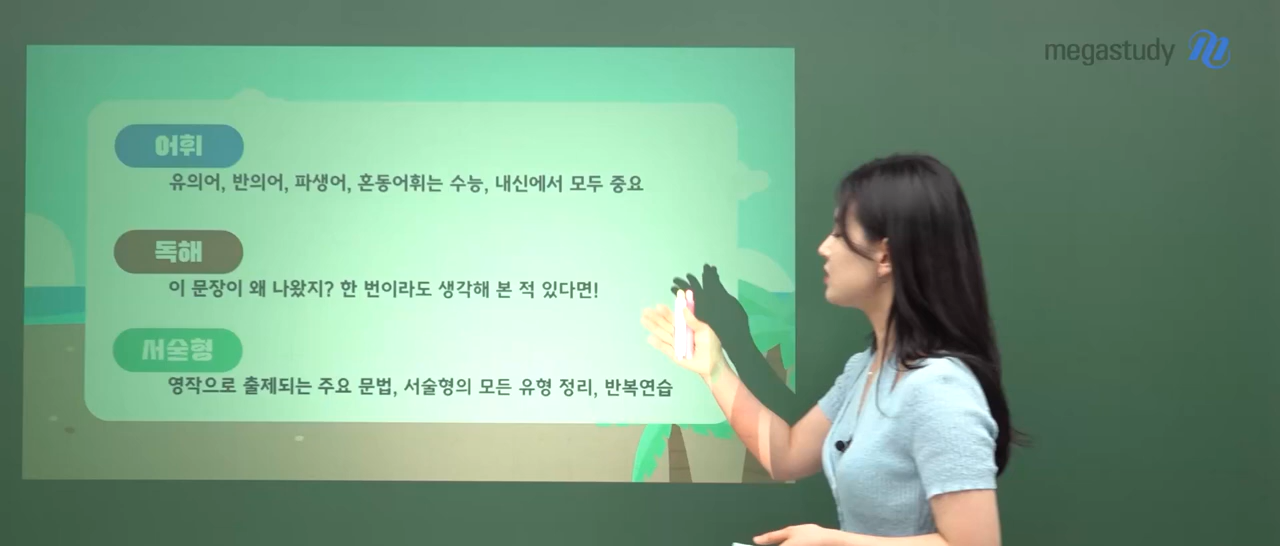 megastudy
어휘
유의어, 반의어, 파생어, 혼동어휘는 수능, 내신에서 모두 중요
독해
이 문장이 왜 나왔지? 한 번이라도 생각해 본 적 있다면!
서술형
영작으로 출제되는 주요 문법, 서술형의 모든 유형 정리, 반복연습